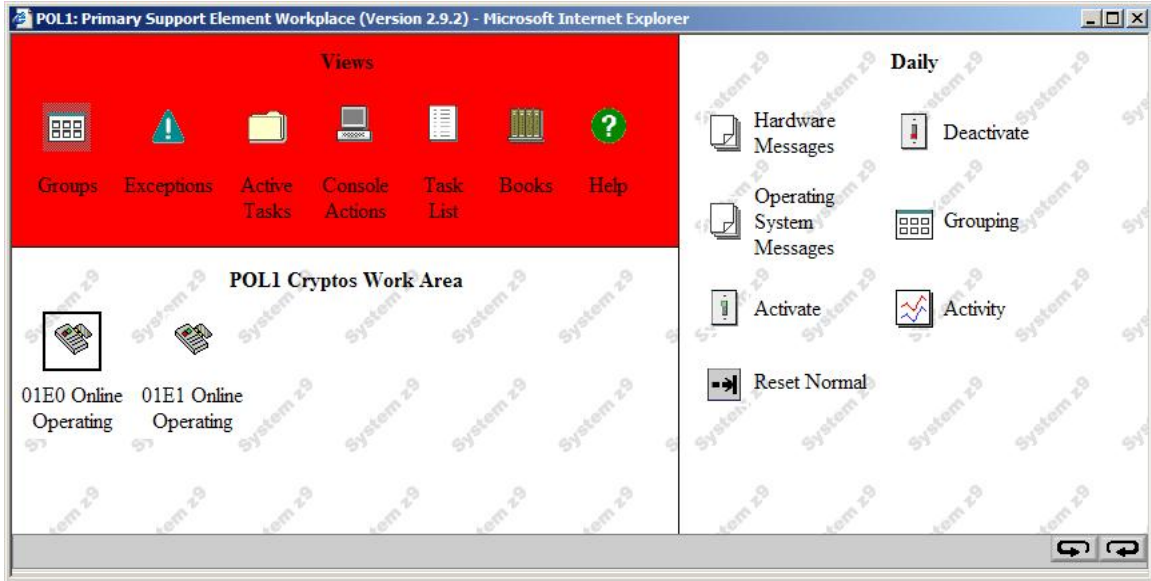 POL1: Primary Support Element Workplace (Version 2.9.2) - Microsoft Internet Explorer
Views
Groups
Exceptions
Active
Tasks
Console
Actions
Task
List
Books
Help
POL1 Cryptos Work Area
01E0 Online
Operating
01E1 Online
Operating
Daily
Hardware
Messages
Deactivate
Operating
System
Messages
Grouping
Activate
Activity
Reset Normal
System z9